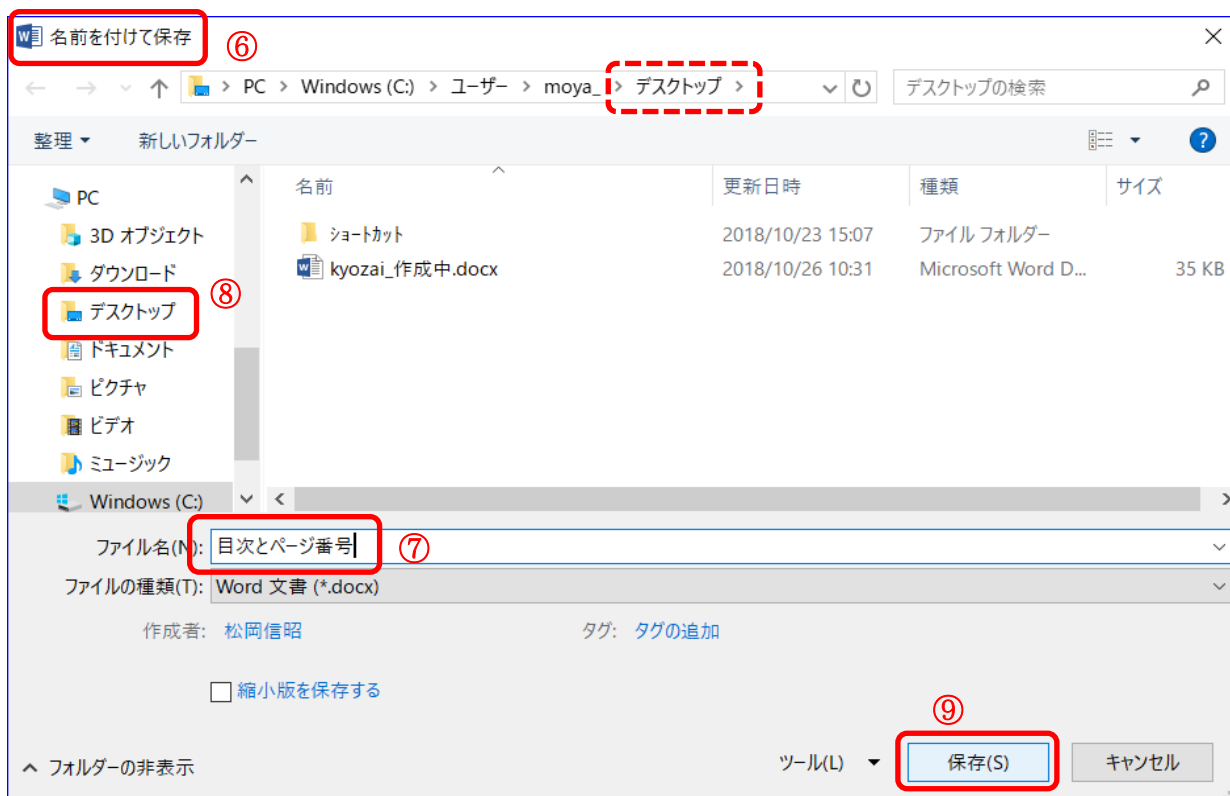 名前を付けて保存 ⑥
PC > Windows (C:) > ユーザー > moya_ > デスクトップ > デスクトップの検索
整理 新しいフォルダー ?
PC
3D オブジェクト
ダウンロード
デスクトップ ⑧
ドキュメント
ピクチャ
ビデオ
ミュージック
Windows (C:)
名前 更新日時 種類 サイズ
ショートカット 2018/10/23 15:07 ファイル フォルダー
kyozai_作成中.docx 2018/10/26 10:31 Microsoft Word D... 35 KB
ファイル名(N): 目次とページ番号 ⑦
ファイルの種類(T): Word 文書 (*.docx)
作成者: 松岡信昭 タグ: タグの追加
縮小版を保存する
⑨
フォルダーの非表示 ツール(L) 保存(S) キャンセル